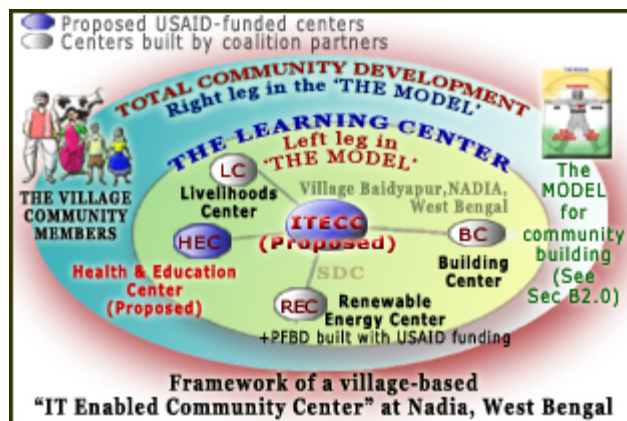 Proposed USAID-funded centers
Centers built by coalition partners
TOTAL COMMUNITY DEVELOPMENT
Right leg in the 'THE MODEL'
THE LEARNING CENTER
Left leg in
'THE MODEL'
LC
Livelihoods
Center
Village Baidyapur,NADIA,
West Bengal
THE VILLAGE
COMMUNITY
MEMBERS
ITECC
(Proposed)
HEC
Health & Education
Center
(Proposed)
BC
Building
Center
SDC
REC
Renewable
Energy Center
+PFBD built with USAID funding
The
MODEL
for
community
building
(See
Sec B2.0)
Framework of a village-based
“IT Enabled Community Center” at Nadia, West Bengal